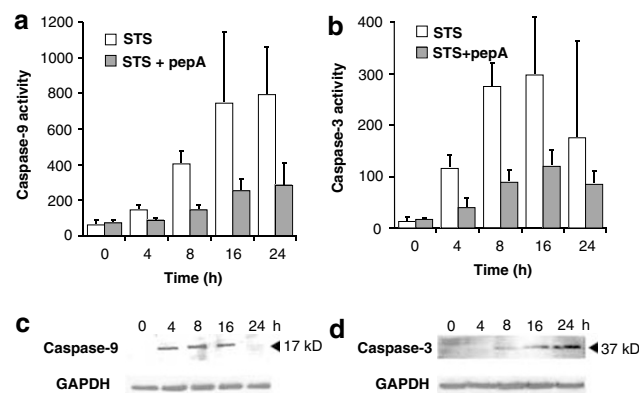 a
1200
1000
800
600
400
200
0
Caspase-9 activity
STS
STS + pepA
0 4 8 16 24
Time (h)
b
400
300
200
100
0
Caspase-3 activity
STS
STS+pepA
0 4 8 16 24
Time (h)
c
0 4 8 16 24 h
Caspase-9
17 kD
GAPDH
d
0 4 8 16 24 h
Caspase-3
37 kD
GAPDH